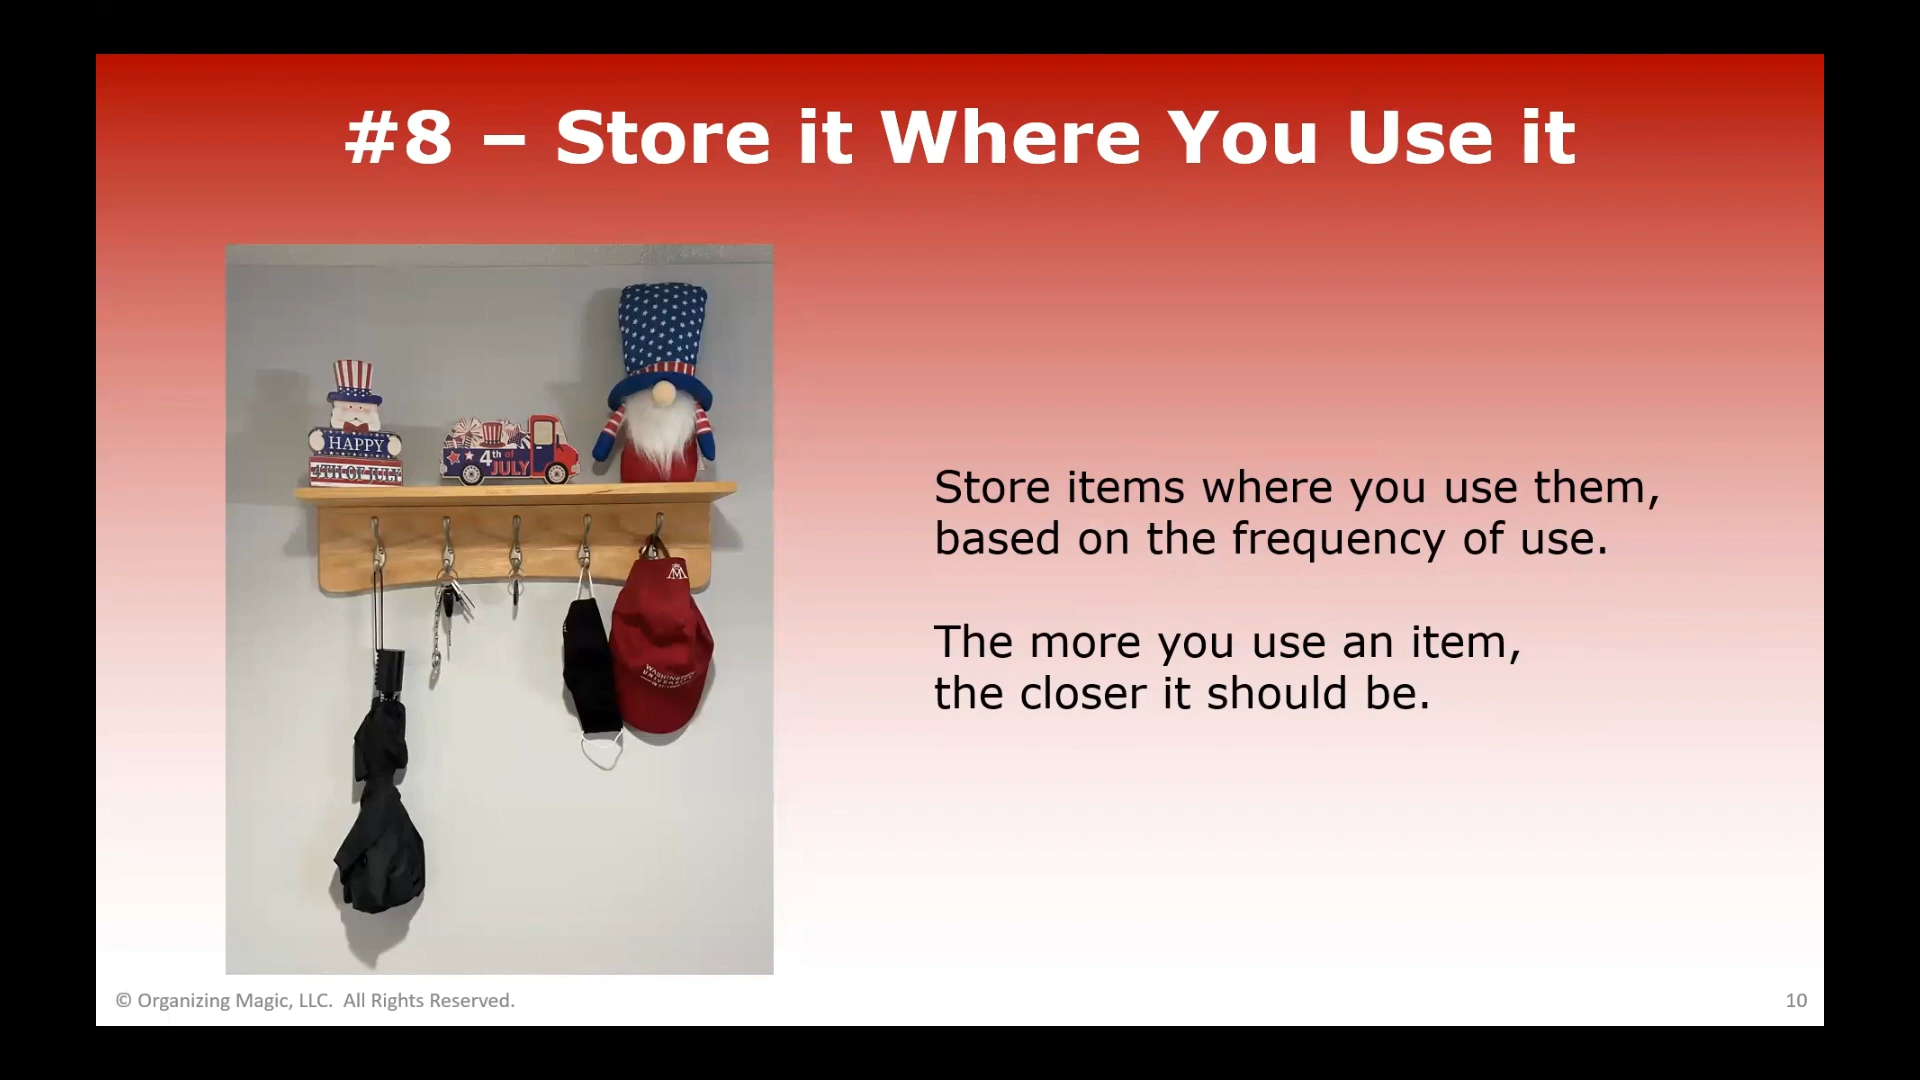 #8 – Store it Where You Use it
HAPPY
4TH OF JULY
4th of
JULY
WASHINGTON
UNIVERSITY
Store items where you use them,
based on the frequency of use.
The more you use an item,
the closer it should be.
© Organizing Magic, LLC.  All Rights Reserved.
10